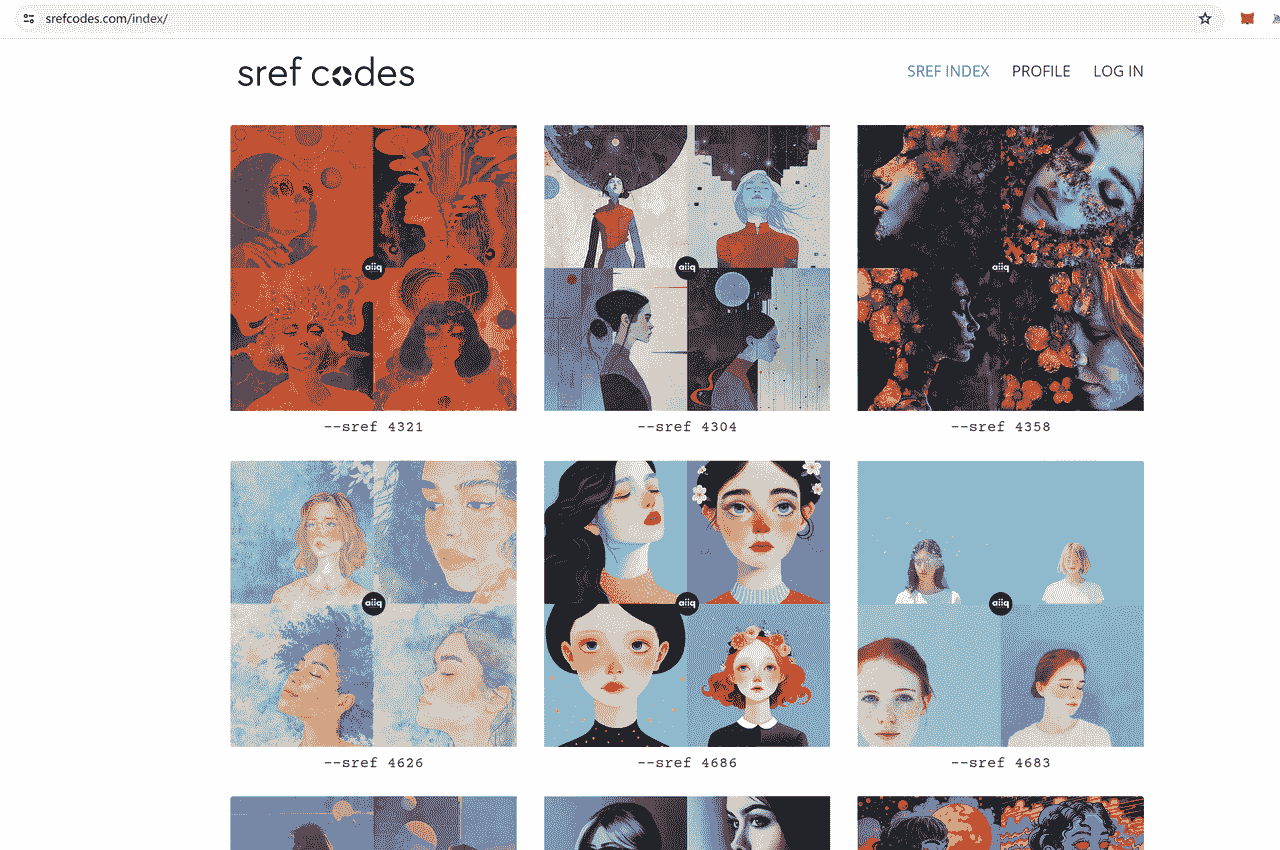 srefcodes.com/index/
sref codes
SREF INDEX PROFILE LOG IN
aiiq aiiq aiiq
--sref 4321 --sref 4304 --sref 4358
aiiq aiiq aiiq
--sref 4626 --sref 4686 --sref 4683